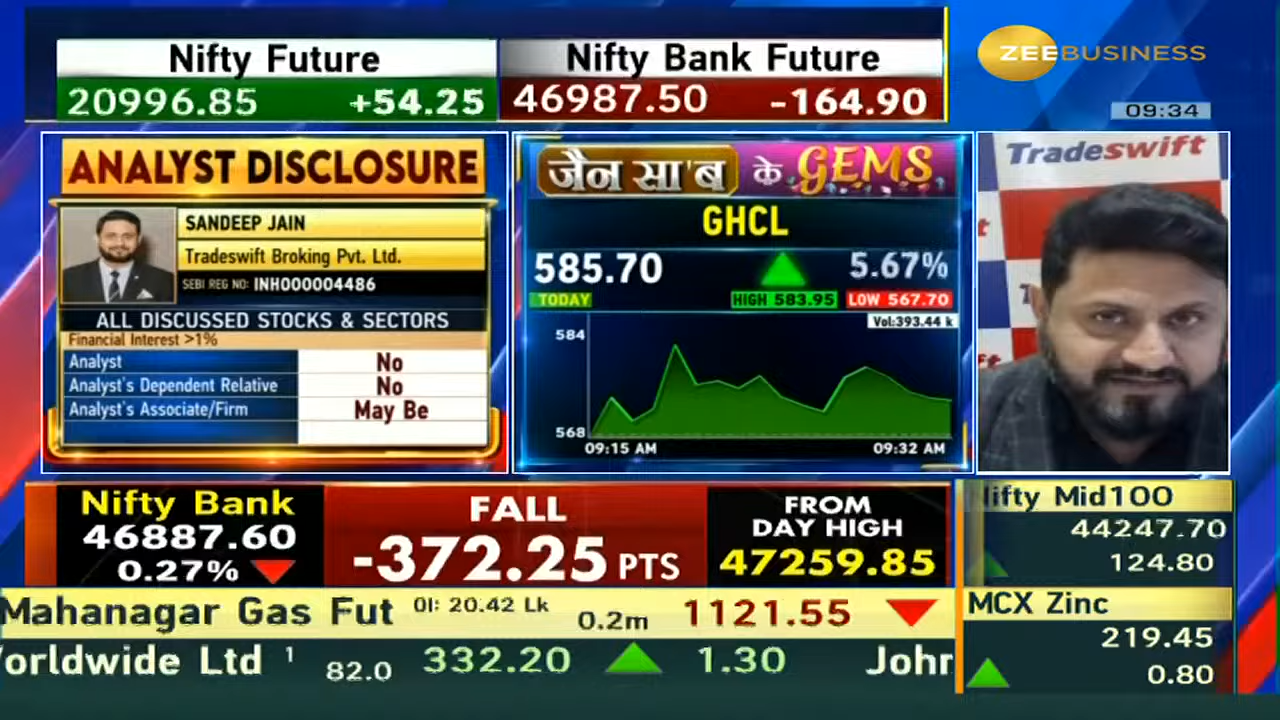 Nifty Future
20996.85 +54.25
Nifty Bank Future
46987.50 -164.90
ZEEBUSINESS
09:34
ANALYST DISCLOSURE
SANDEEP JAIN
Tradeswift Broking Pvt. Ltd.
SEBI REG NO: INH000004486
ALL DISCUSSED STOCKS & SECTORS
Financial Interest >1%
Analyst No
Analyst's Dependent Relative No
Analyst's Associate/Firm May Be
जैन सा'ब के GEMS
GHCL
585.70 5.67%
TODAY HIGH 583.95 LOW 567.70
Vol:393.44 k
584
568
09:15 AM 09:32 AM
Tradeswift
Nifty Bank
46887.60
0.27%
FALL
-372.25 PTS
FROM
DAY HIGH
47259.85
Nifty Mid100
44247.70
124.80
MCX Zinc
219.45
0.80
Mahanagar Gas Fut OI: 20.42 Lk 0.2m 1121.55
orldwide Ltd 1 82.0 332.20 1.30 John